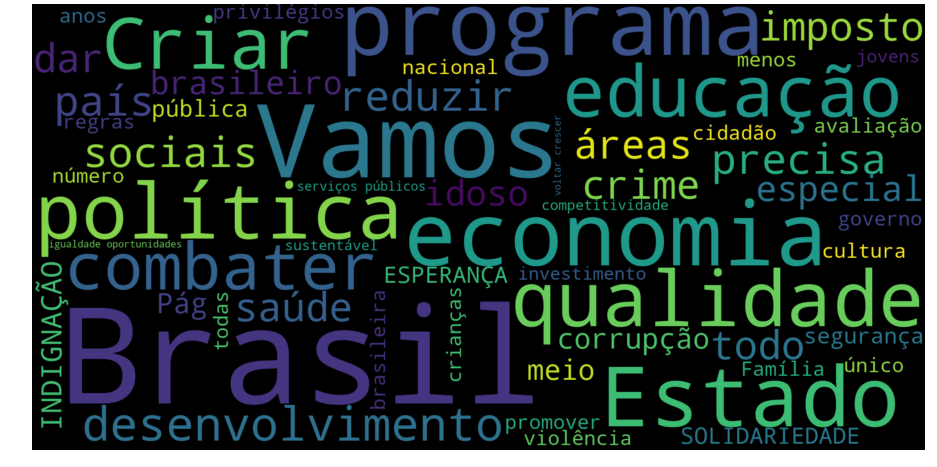 anos privilégios programa imposto
Criar menos jovens
dar nacional
brasileiro reduzir educação
país pública Vamos
regras áreas cidadão avaliação
sociais precisa
número serviços públicos idoso voltar crescer crime especial
política competitividade
economia governo
igualdade oportunidades sustentável cultura
combater ESPERANÇA investimento
INDIGNAÇÃO Pág todas saúde qualidade
Brasil brasileira crianças corrupção todo segurança
meio Família único
Estado
desenvolvimento promover
violência SOLIDARIEDADE